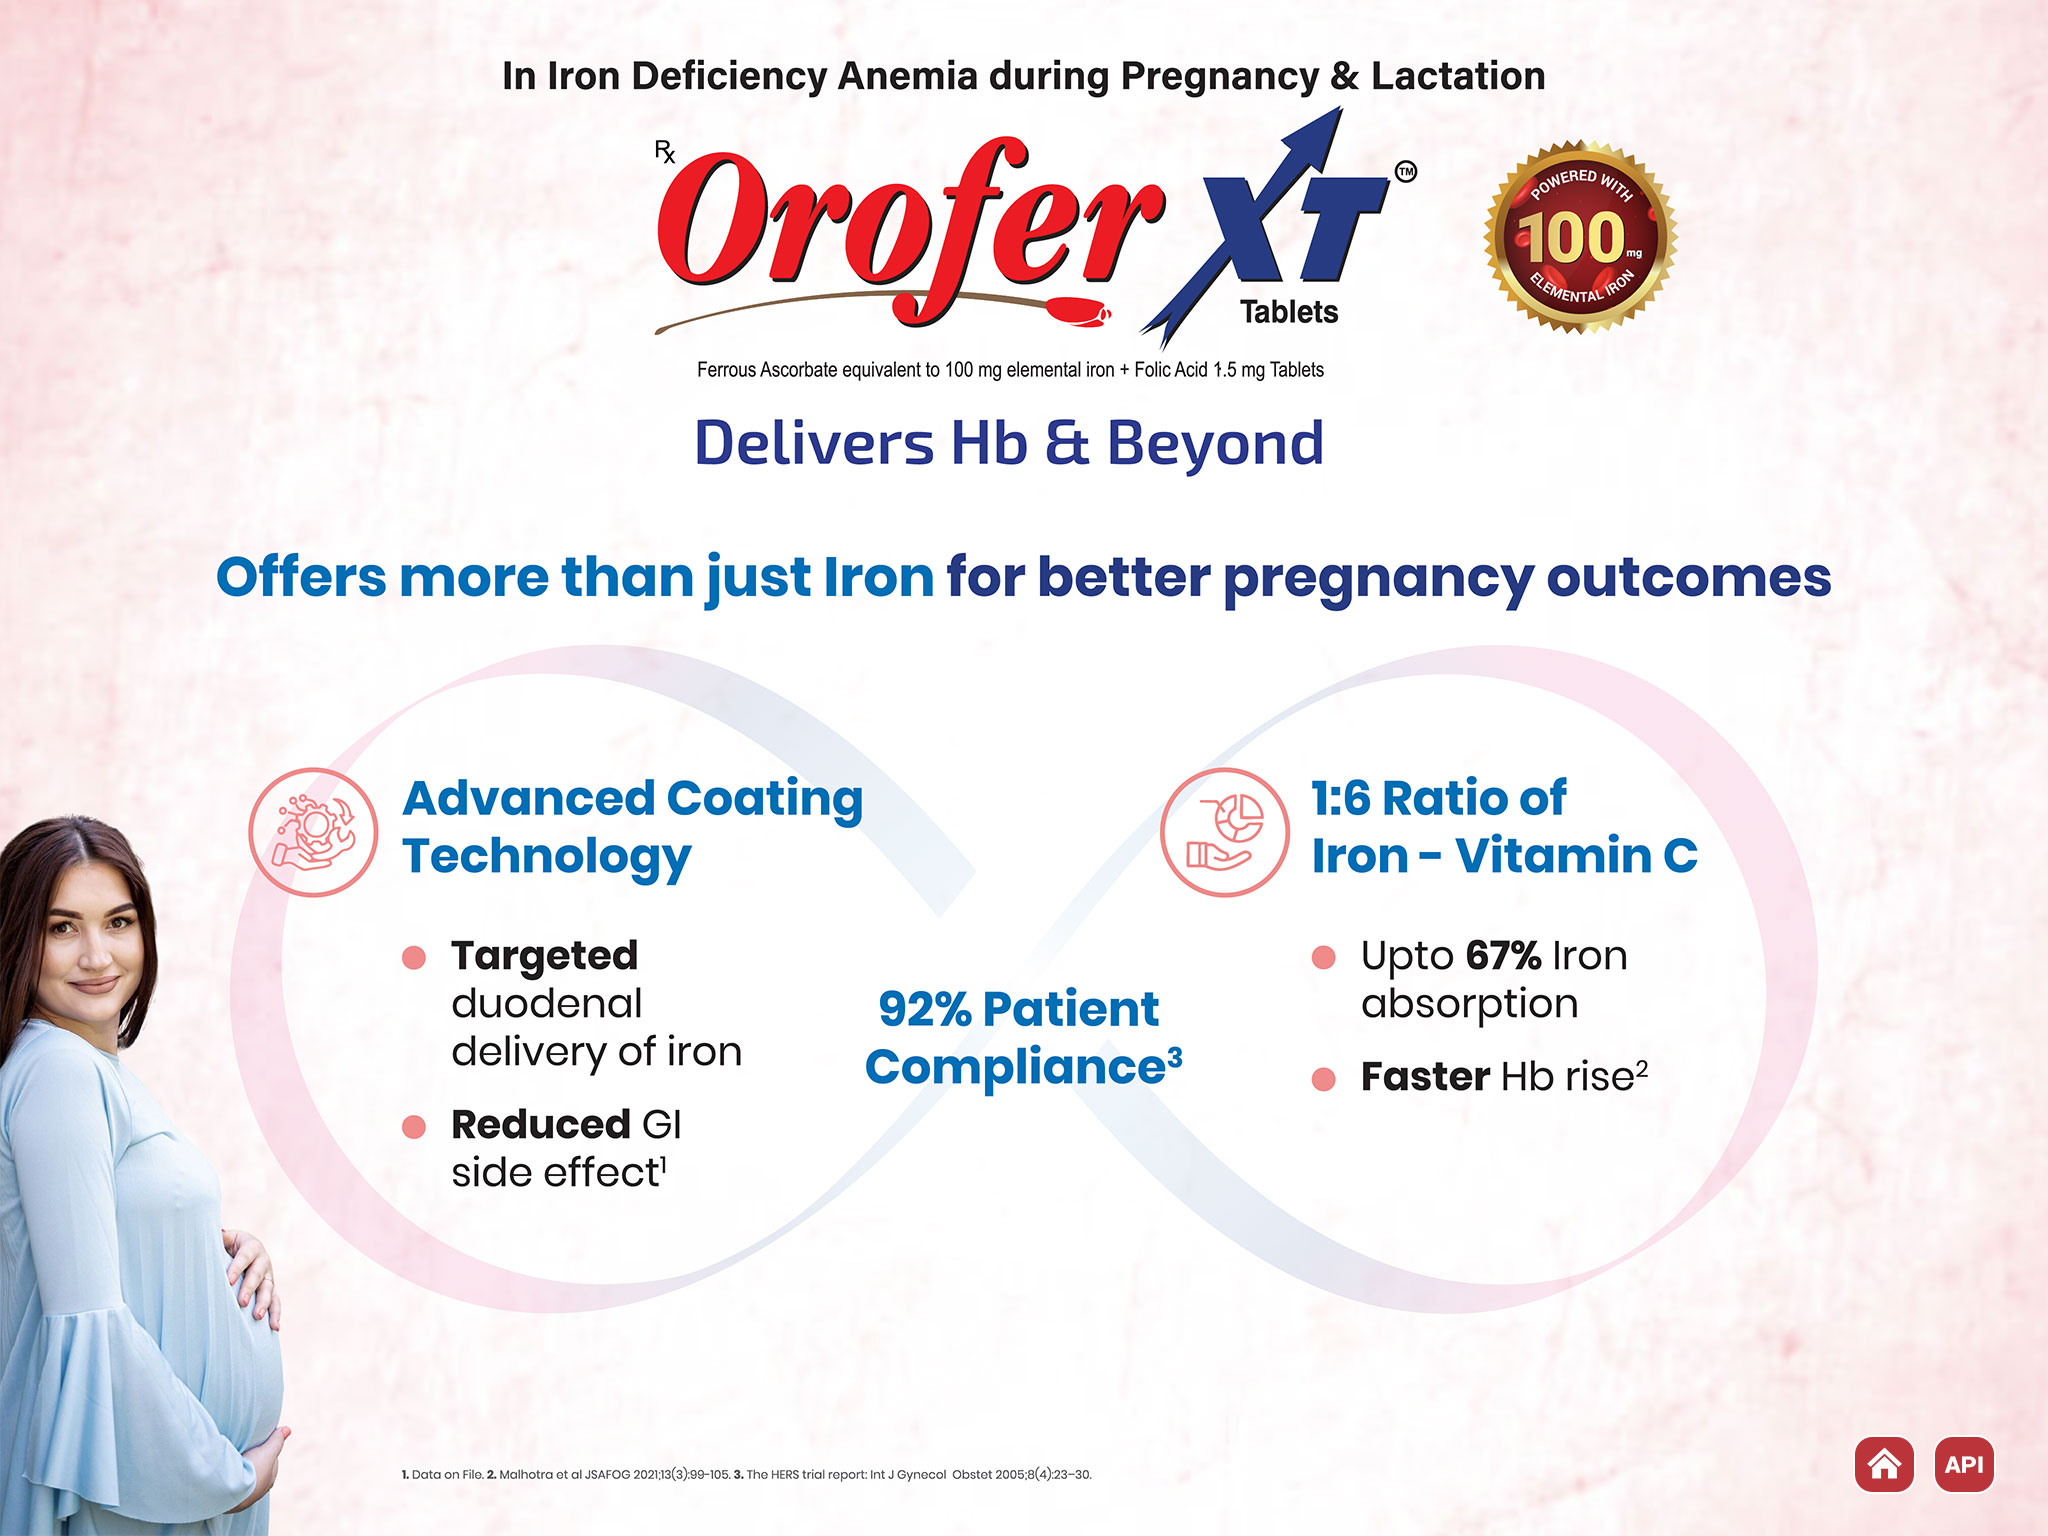 In Iron Deficiency Anemia during Pregnancy & Lactation
Rx Orofer XT TM
Tablets
POWERED WITH
100 mg
ELEMENTAL IRON
Ferrous Ascorbate equivalent to 100 mg elemental iron + Folic Acid 1.5 mg Tablets
Delivers Hb & Beyond
Offers more than just Iron for better pregnancy outcomes
Advanced Coating
Technology
Targeted
duodenal
delivery of iron
Reduced GI
side effect¹
92% Patient
Compliance³
1:6 Ratio of
Iron - Vitamin C
Upto 67% Iron
absorption
Faster Hb rise²
1. Data on File. 2. Malhotra et al JSAFOG 2021;13(3):99-105. 3. The HERS trial report: Int J Gynecol Obstet 2005;8(4):23–30.
API